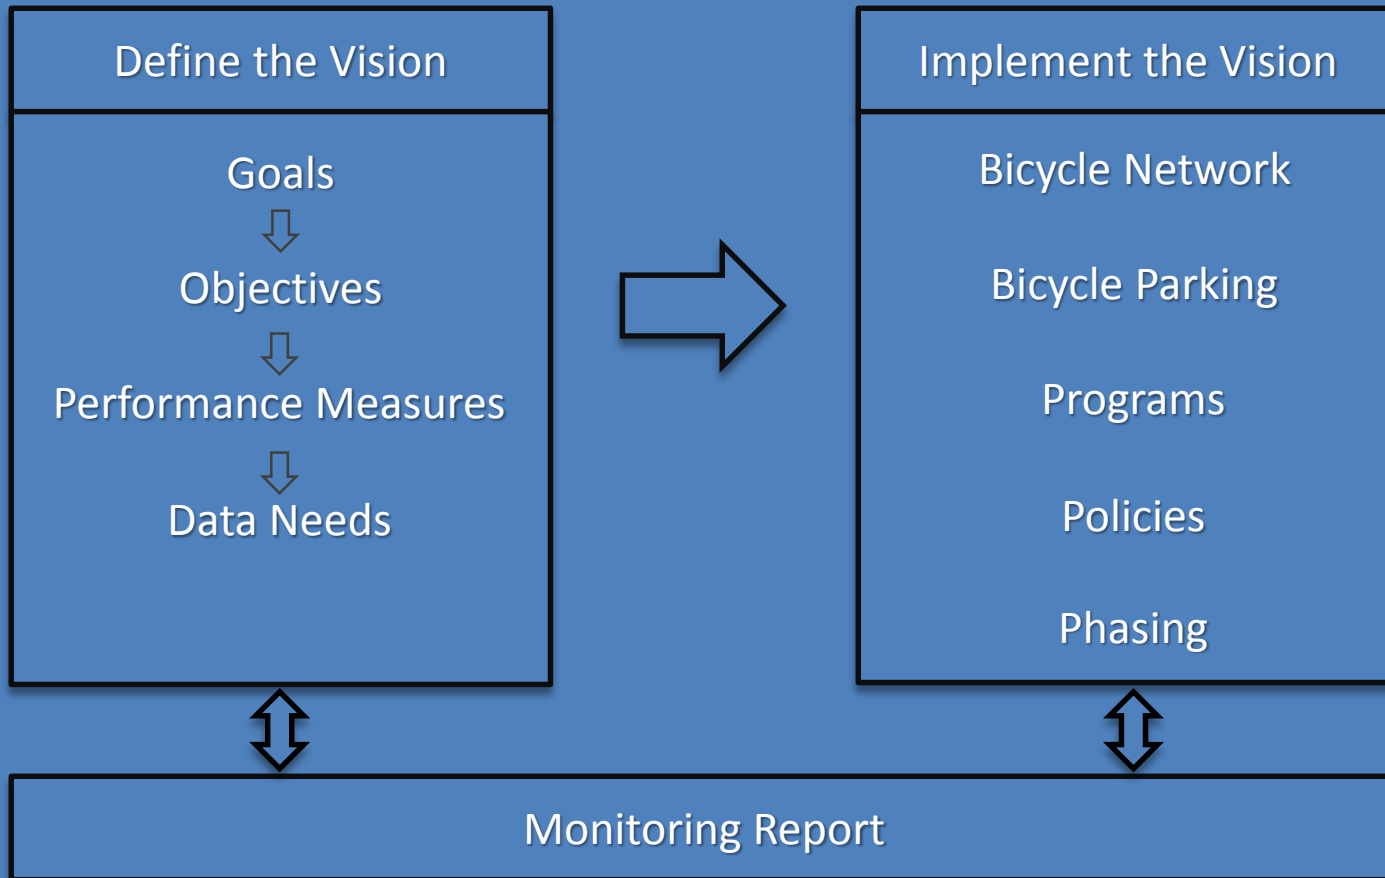 Define the Vision
Goals
Objectives
Performance Measures
Data Needs
Implement the Vision
Bicycle Network
Bicycle Parking
Programs
Policies
Phasing
Monitoring Report